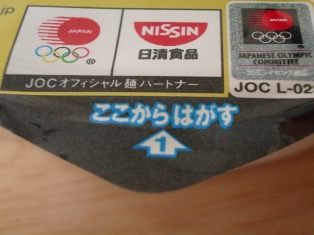 jp
JAPAN
®
NISSIN
日清食品
JOCオフィシャル麺パートナー
JAPAN
JAPANESE OLYMPIC
COMMITTEE
JOC L-02
ここからはがす
1